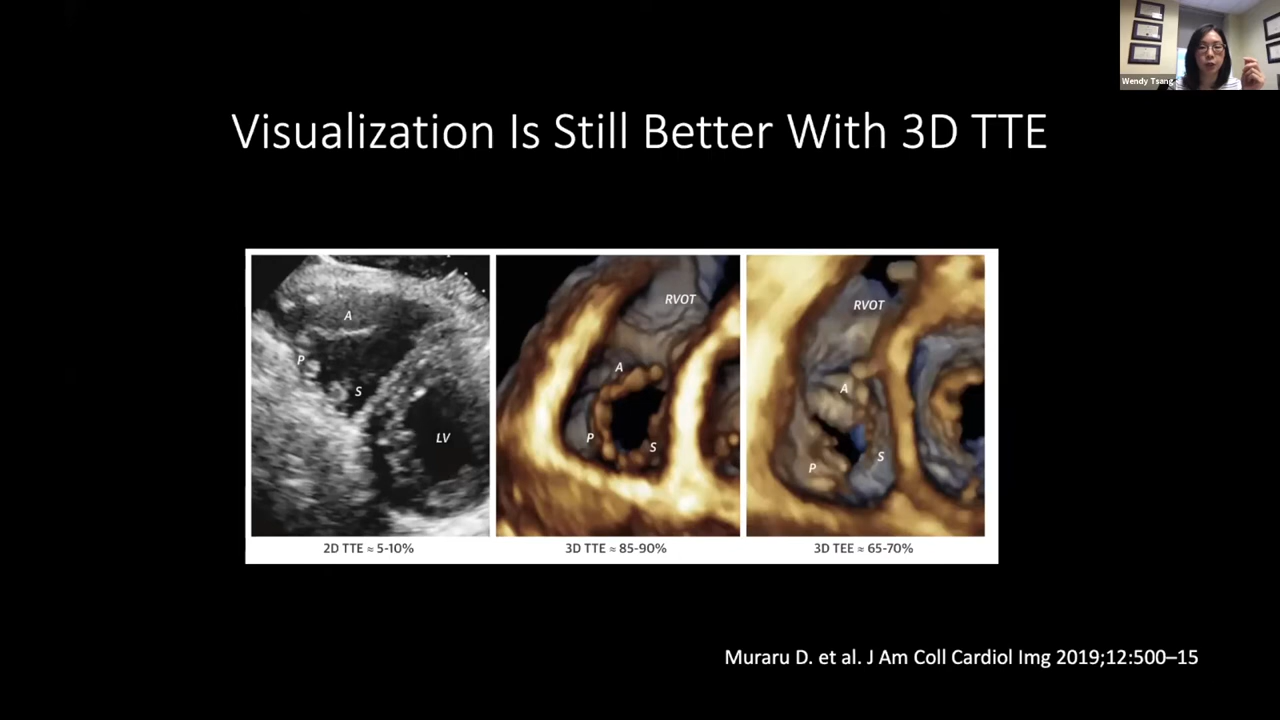 Wendy Tsang
Visualization Is Still Better With 3D TTE
A
P
S
LV
RVOT
A
P
S
RVOT
A
P
S
2D TTE ≈ 5-10%
3D TTE ≈ 85-90%
3D TEE ≈ 65-70%
Muraru D. et al. J Am Coll Cardiol Img 2019;12:500–15